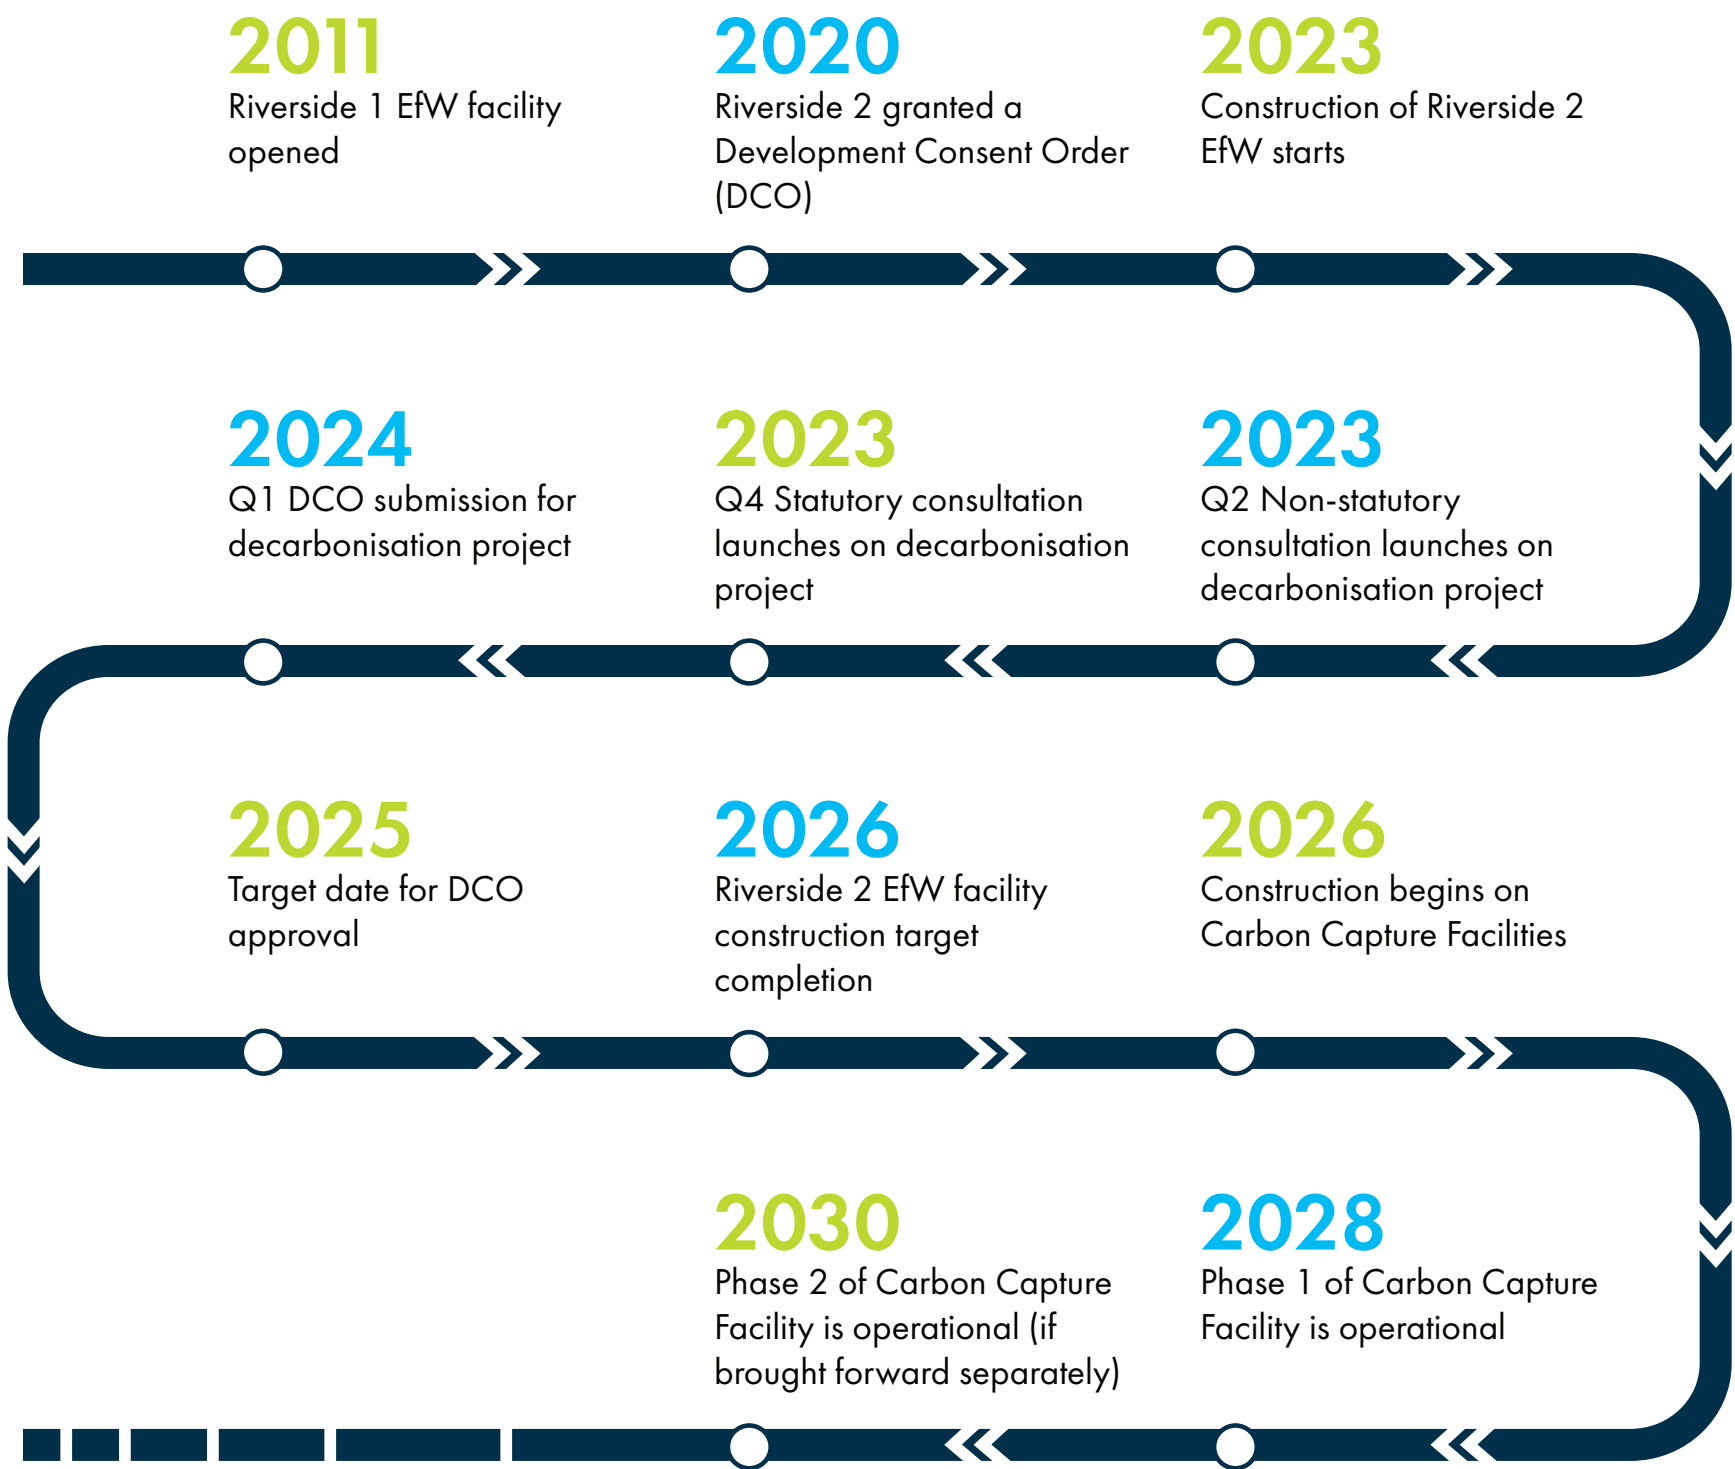 2011
Riverside 1 EfW facility
opened
2020
Riverside 2 granted a
Development Consent Order
(DCO)
2023
Construction of Riverside 2
EfW starts
2023
Q2 Non-statutory
consultation launches on
decarbonisation project
2023
Q4 Statutory consultation
launches on decarbonisation
project
2024
Q1 DCO submission for
decarbonisation project
2025
Target date for DCO
approval
2026
Riverside 2 EfW facility
construction target
completion
2026
Construction begins on
Carbon Capture Facilities
2028
Phase 1 of Carbon Capture
Facility is operational
2030
Phase 2 of Carbon Capture
Facility is operational (if
brought forward separately)